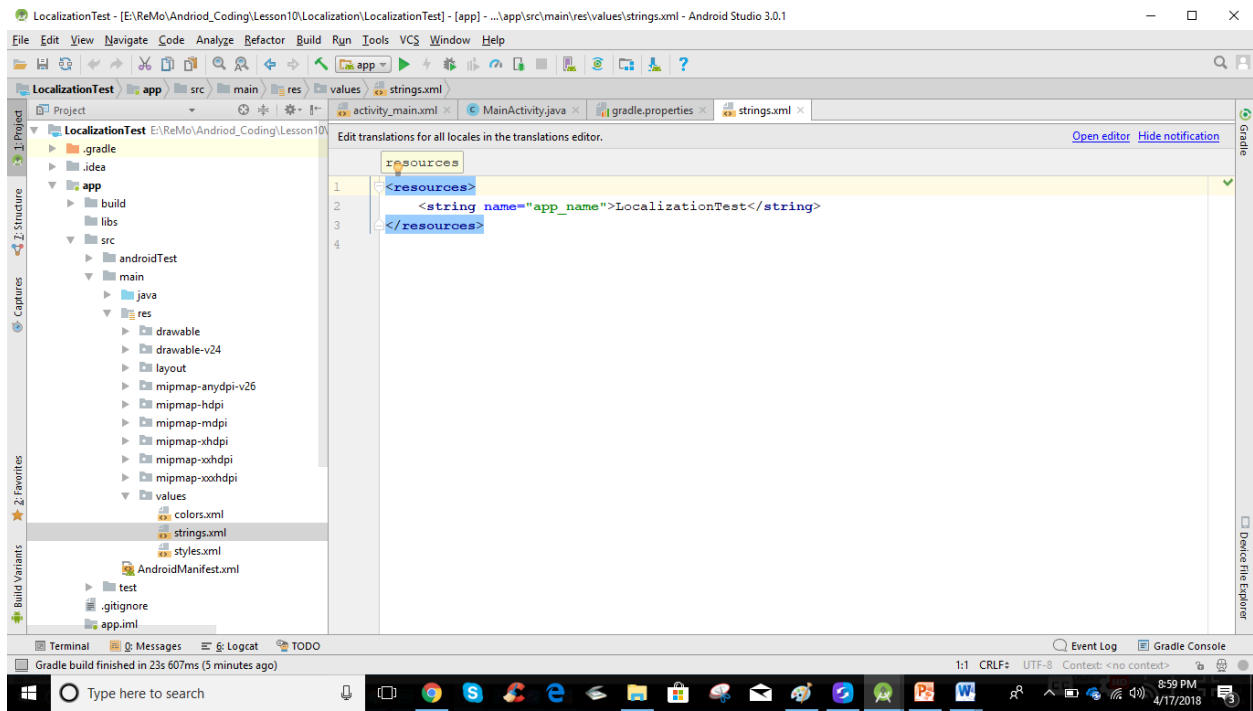 LocalizationTest - [E:\ReMo\Andriod_Coding\Lesson10\Localization\LocalizationTest] - [app] - ...\app\src\main\res\values\strings.xml - Android Studio 3.0.1
File Edit View Navigate Code Analyze Refactor Build Run Tools VCS Window Help
app
LocalizationTest app src main res values strings.xml
Project
activity_main.xml MainActivity.java gradle.properties strings.xml
LocalizationTest E:\ReMo\Andriod_Coding\Lesson10\
Edit translations for all locales in the translations editor. Open editor Hide notification
.gradle
.idea
app
build
libs
src
androidTest
main
java
res
drawable
drawable-v24
layout
mipmap-anydpi-v26
mipmap-hdpi
mipmap-mdpi
mipmap-xhdpi
mipmap-xxhdpi
mipmap-xxxhdpi
values
colors.xml
strings.xml
styles.xml
AndroidManifest.xml
test
.gitignore
app.iml
resources
1 <resources>
2 <string name="app_name">LocalizationTest</string>
3 </resources>
4
1: Project
Z: Structure
Captures
2: Favorites
Build Variants
Gradle
Device File Explorer
Terminal 0: Messages 6: Logcat TODO Event Log Gradle Console
Gradle build finished in 23s 607ms (5 minutes ago) 1:1 CRLF UTF-8 Context: <no context>
Type here to search
8:59 PM
4/17/2018
3